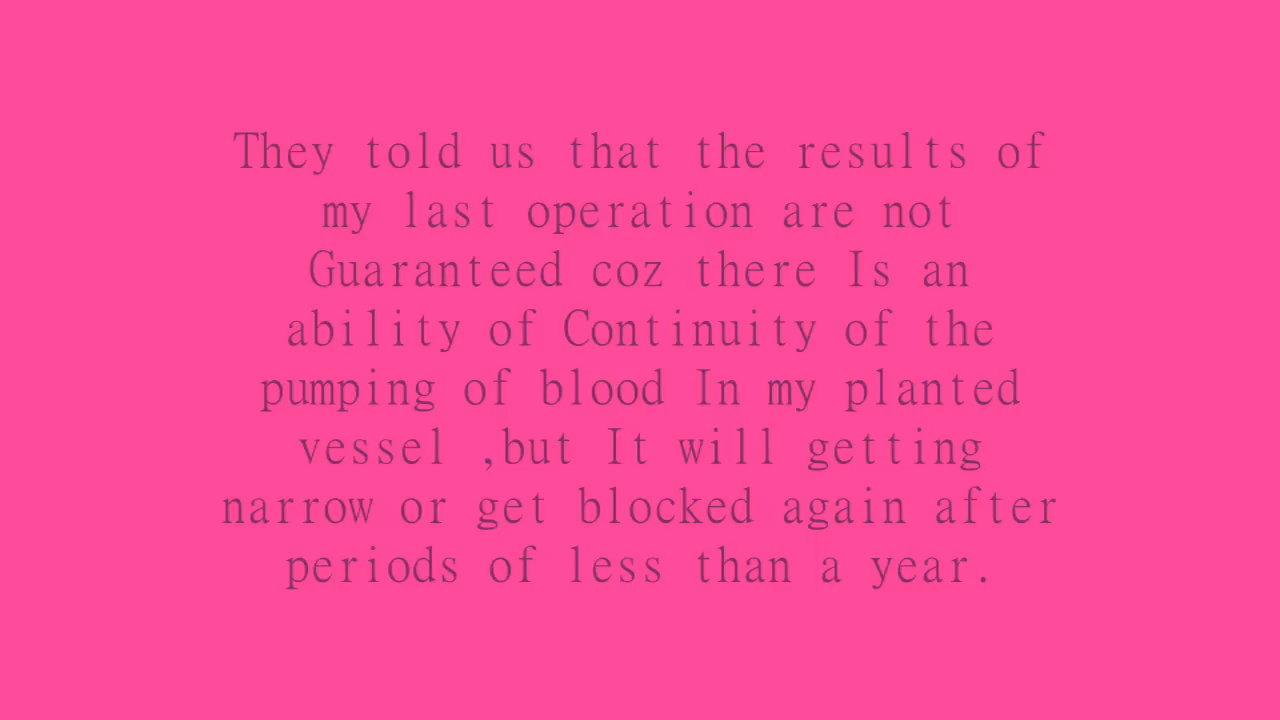 They told us that the results of
my last operation are not
Guaranteed coz there Is an
ability of Continuity of the
pumping of blood In my planted
vessel ,but It will getting
narrow or get blocked again after
periods of less than a year.